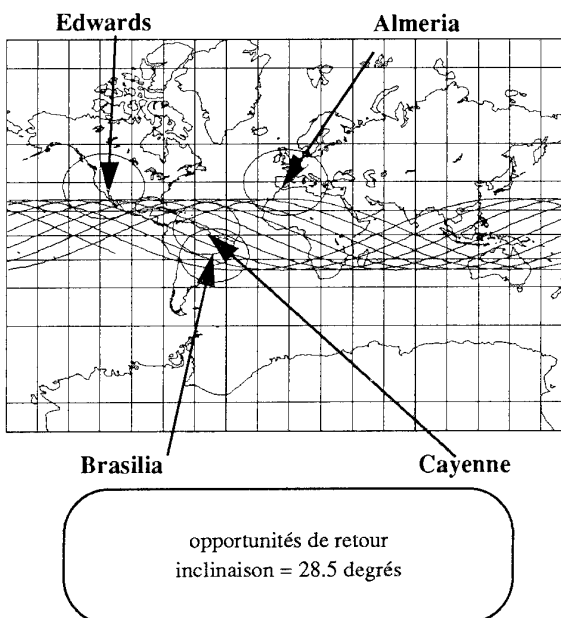 Edwards
Almeria
Brasilia
Cayenne
opportunités de retour
inclinaison = 28.5 degrés